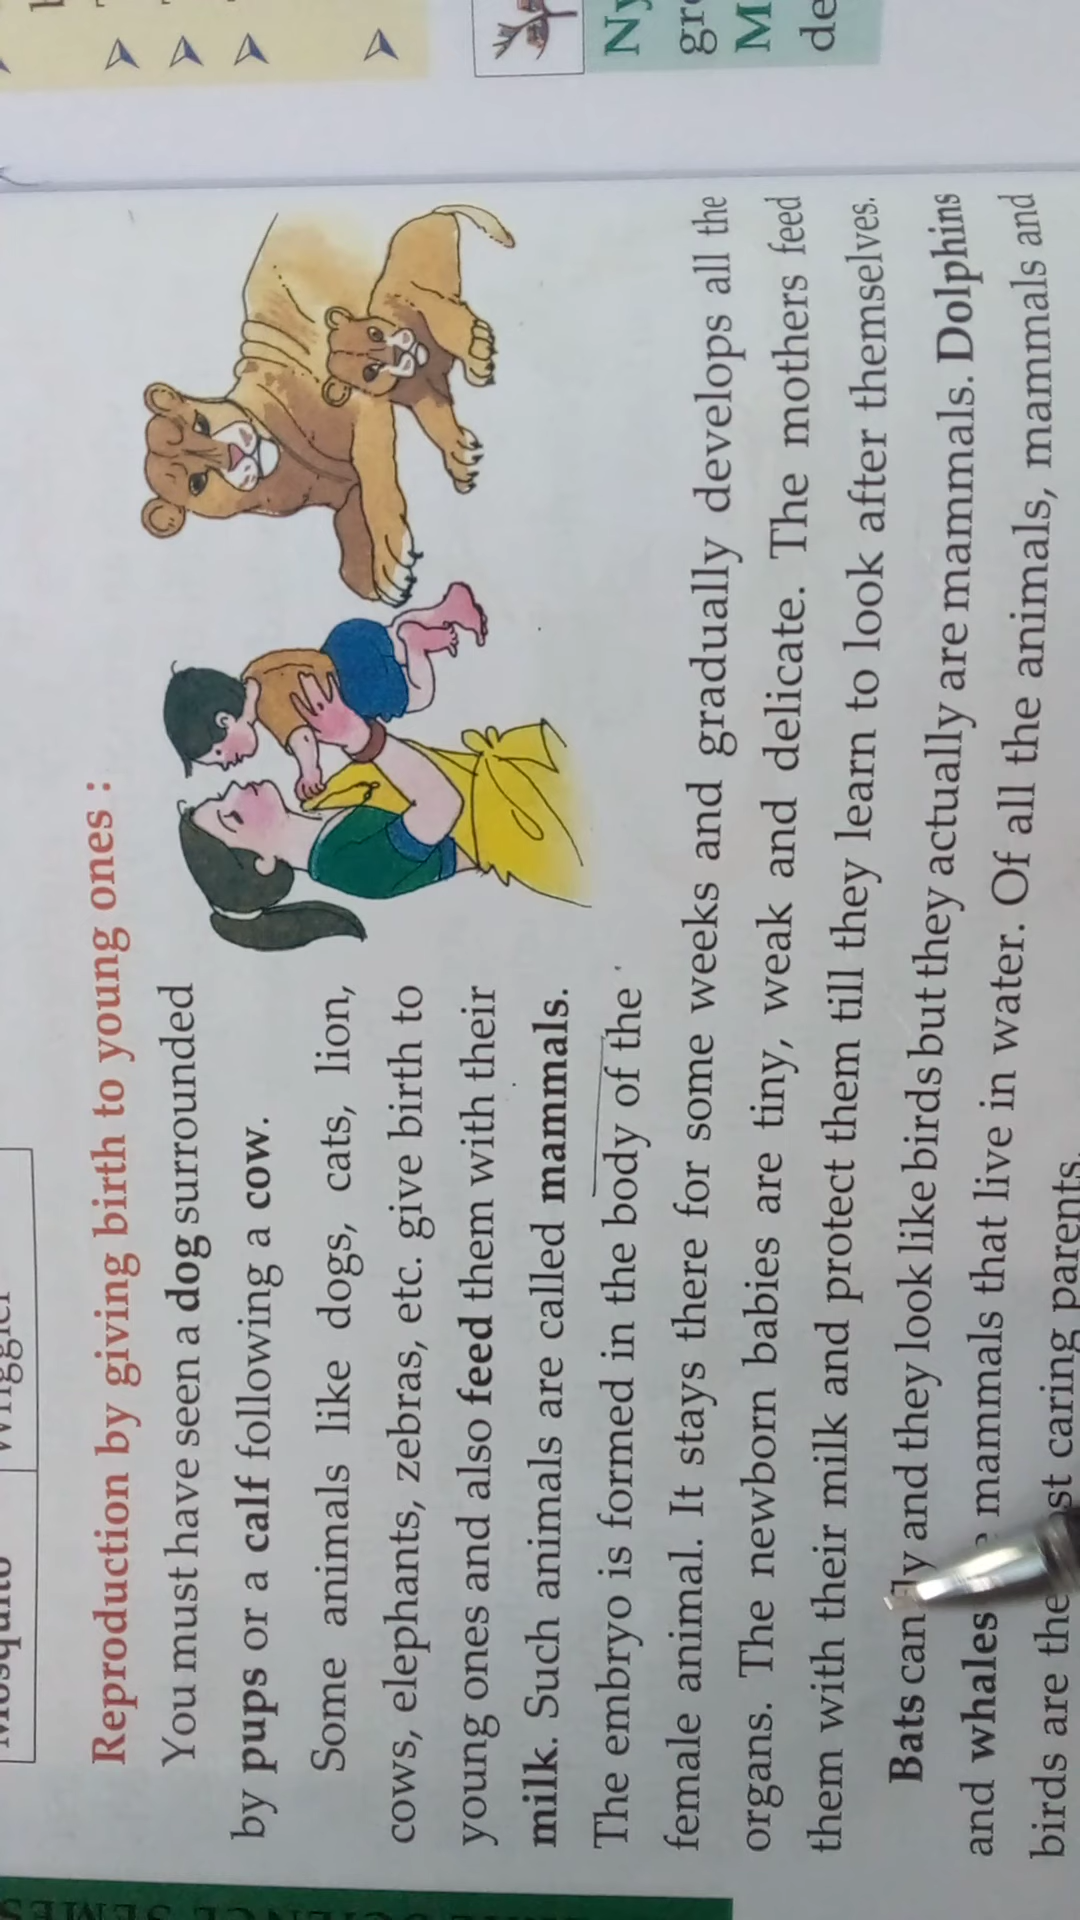 Reproduction by giving birth to young ones :
You must have seen a dog surrounded
by pups or a calf following a cow.
Some animals like dogs, cats, lion,
cows, elephants, zebras, etc. give birth to
young ones and also feed them with their
milk. Such animals are called mammals.
The embryo is formed in the body of the
female animal. It stays there for some weeks and gradually develops all the
organs. The newborn babies are tiny, weak and delicate. The mothers feed
them with their milk and protect them till they learn to look after themselves.
Bats can and they look like birds but they actually are mammals. Dolphins
and whales mammals that live in water. Of all the animals, mammals and
birds are the caring parents.